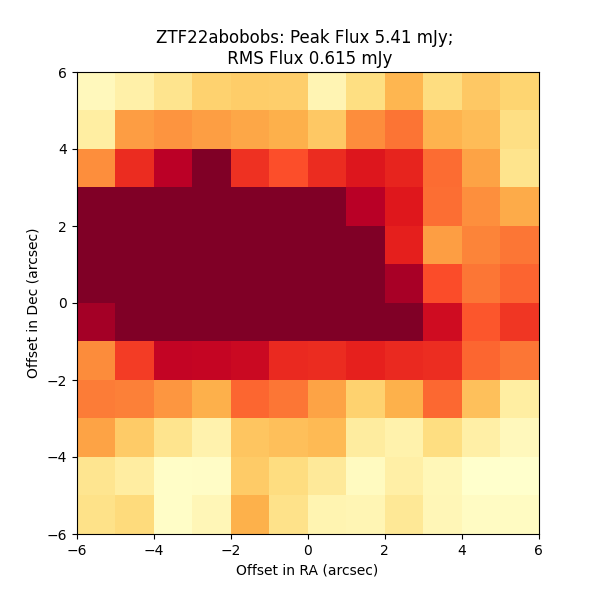 ZTF22abobobs: Peak Flux 5.41 mJy;
RMS Flux 0.615 mJy
6
4
2
0
−2
−4
−6
Offset in Dec (arcsec)
−6 −4 −2 0 2 4 6
Offset in RA (arcsec)